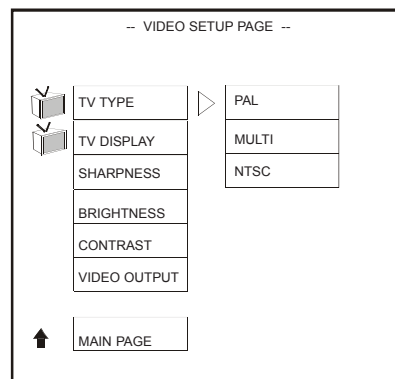 -- VIDEO SETUP PAGE --
TV TYPE
PAL
TV DISPLAY
MULTI
SHARPNESS
NTSC
BRIGHTNESS
CONTRAST
VIDEO OUTPUT
MAIN PAGE